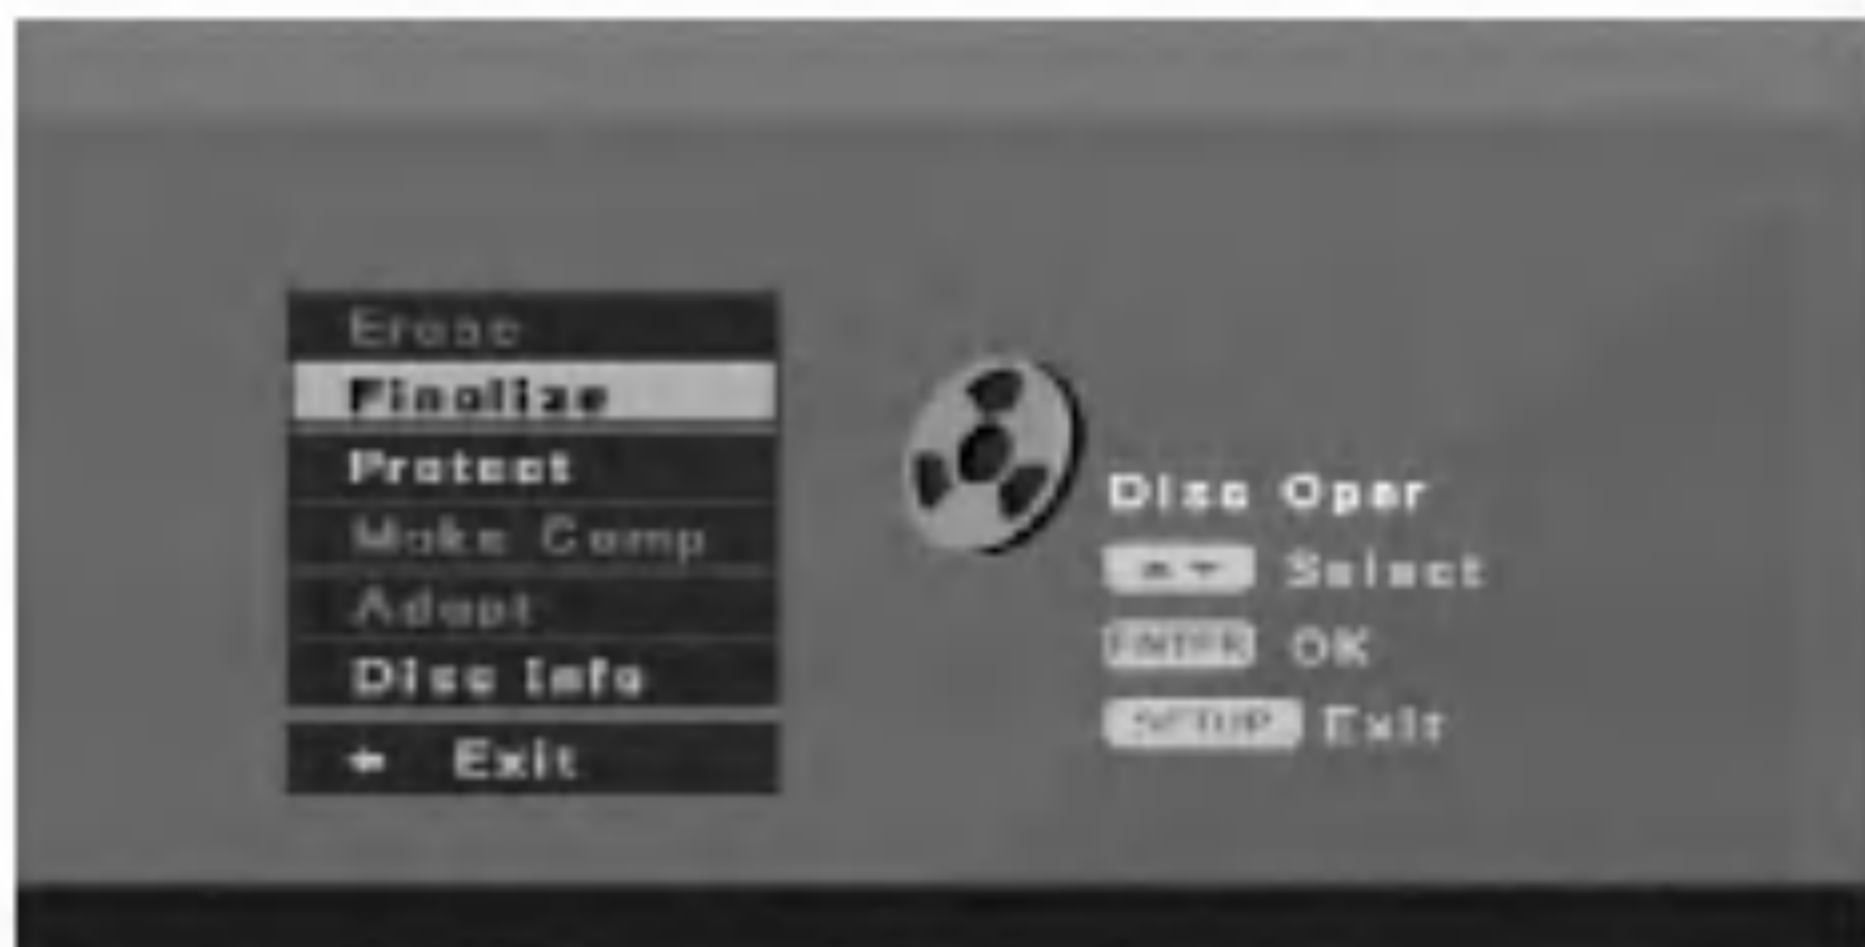 Erase
Finalize
Protect
Make Comp
Adapt
Disc Info
Exit
Disc Oper
Select
ENTER OK
SETUP Exit